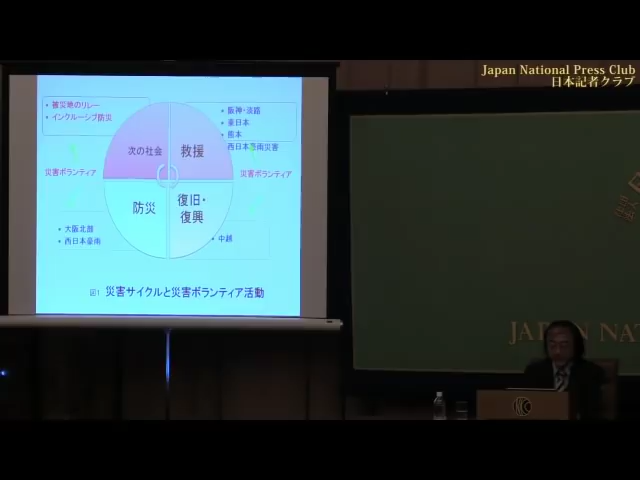 Japan National Press Club
日本記者クラブ
・被災地のリレー
・インクルーシブ防災
・阪神・淡路
・東日本
・熊本
西日本豪雨災害
次の社会
救援
災害ボランティア
災害ボランティア
防災
復旧・
復興
・大阪北部
・西日本豪雨
・中越
図1 災害サイクルと災害ボランティア活動
JAPAN NA